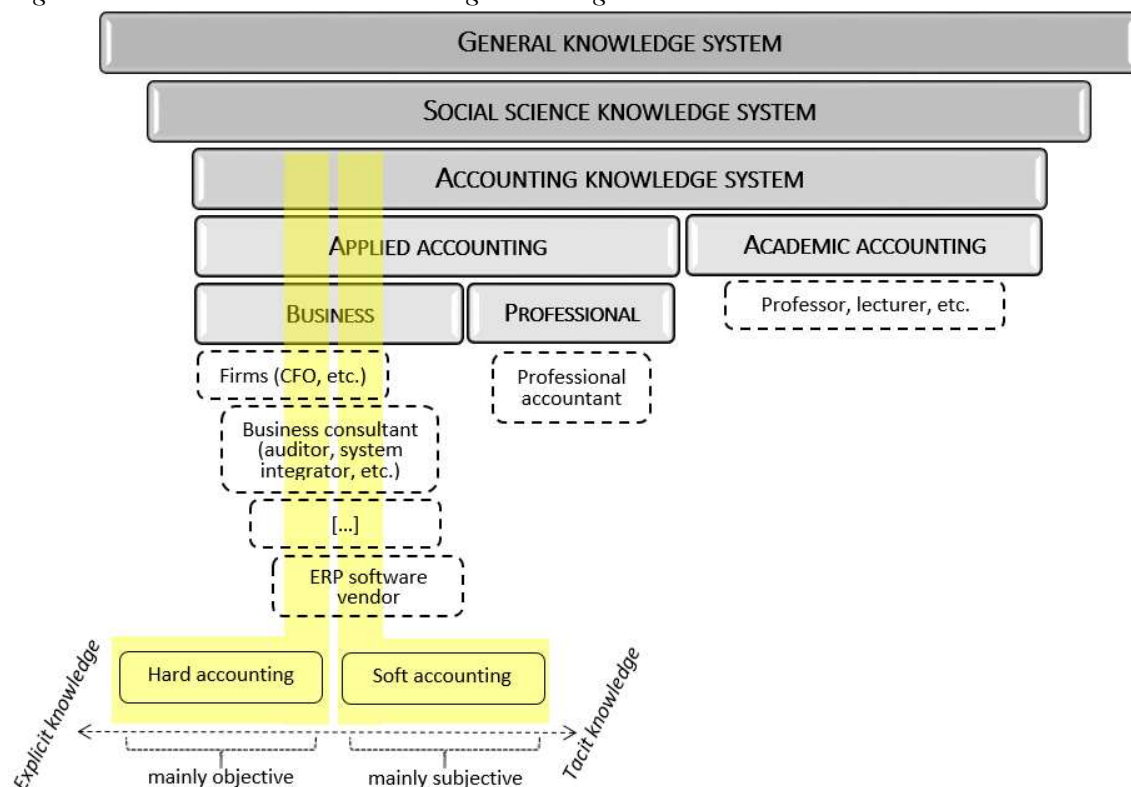 GENERAL KNOWLEDGE SYSTEM
SOCIAL SCIENCE KNOWLEDGE SYSTEM
ACCOUNTING KNOWLEDGE SYSTEM
APPLIED ACCOUNTING
ACADEMIC ACCOUNTING
BUSINESS
PROFESSIONAL
Professor, lecturer, etc.
Firms (CFO, etc.)
Professional
accountant
Business consultant
(auditor, system
integrator, etc.)
[...]
ERP software
vendor
Explicit knowledge
Hard accounting
Soft accounting
Tacit knowledge
mainly objective
mainly subjective